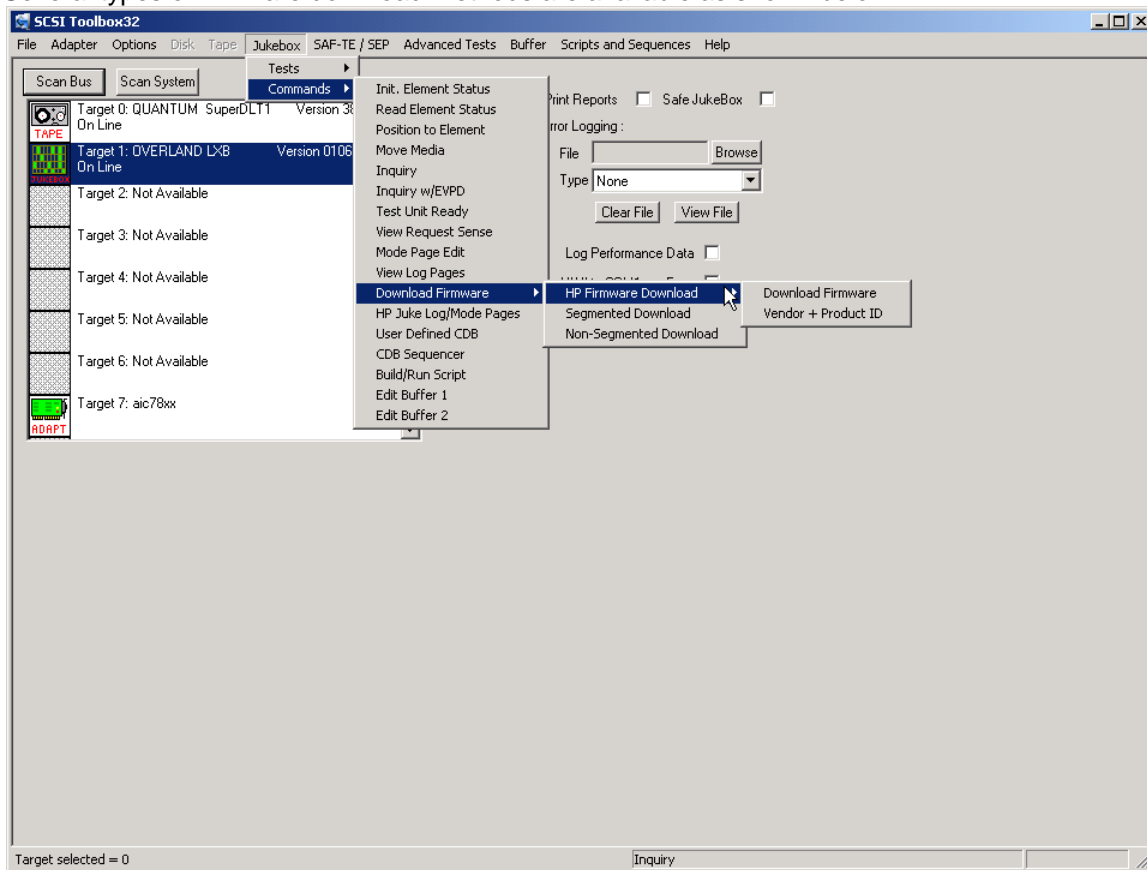 SCSI Toolbox32
File Adapter Options Disk Tape Jukebox SAF-TE / SEP Advanced Tests Buffer Scripts and Sequences Help
Scan Bus Scan System
Tests
Commands
Init. Element Status
Read Element Status
Position to Element
Move Media
Inquiry
Inquiry w/EVPD
Test Unit Ready
View Request Sense
Mode Page Edit
View Log Pages
Download Firmware
HP Juke Log/Mode Pages
User Defined CDB
CDB Sequencer
Build/Run Script
Edit Buffer 1
Edit Buffer 2
HP Firmware Download
Segmented Download
Non-Segmented Download
Download Firmware
Vendor + Product ID
TAPE
Target 0: QUANTUM SuperDLT1 Version 38
On Line
JUKEBOX
Target 1: OVERLAND LXB Version 0106
On Line
Target 2: Not Available
Target 3: Not Available
Target 4: Not Available
Target 5: Not Available
Target 6: Not Available
ADAPT
Target 7: aic78xx
Print Reports Safe JukeBox
rror Logging :
File Browse
Type None
Clear File View File
Log Performance Data
Target selected = 0
Inquiry